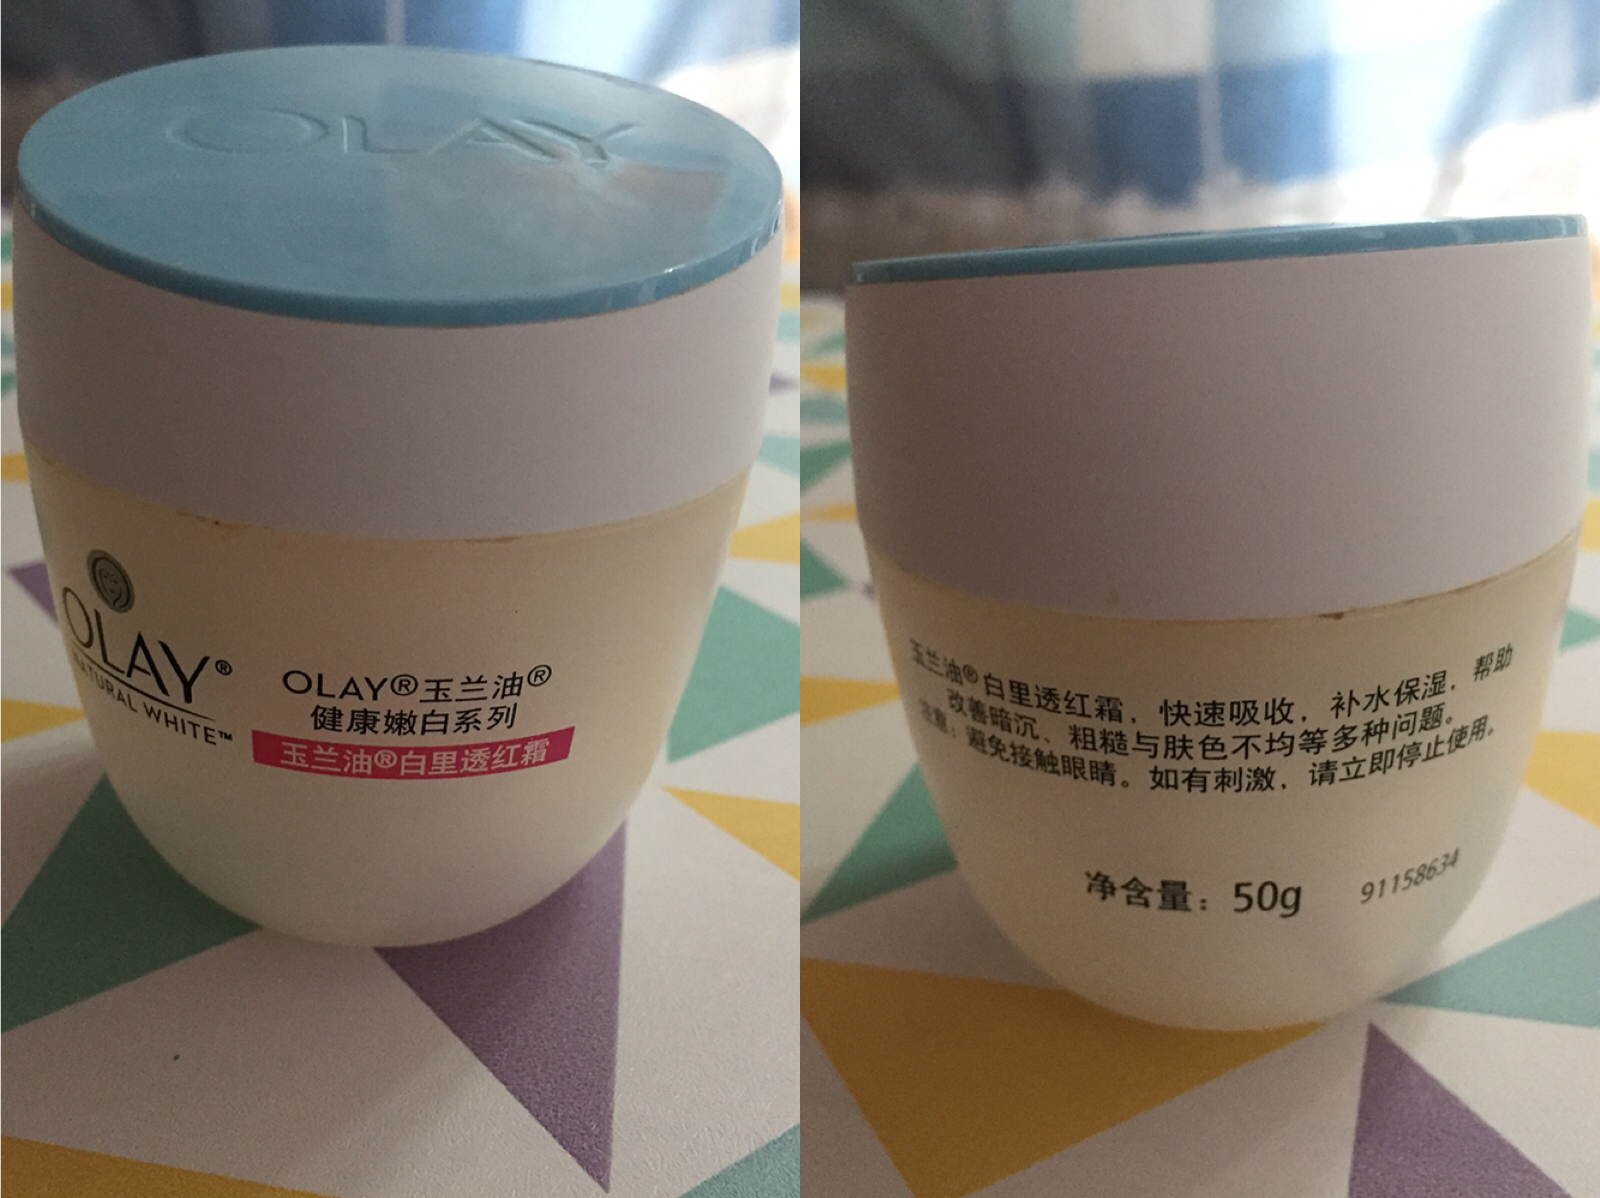 OLAY
OLAY®
NATURAL WHITE™
OLAY®玉兰油®
健康嫩白系列
玉兰油®白里透红霜
玉兰油®白里透红霜，快速吸收，补水保湿，帮助
改善暗沉、粗糙与肤色不均等多种问题。
注意：避免接触眼睛。如有刺激，请立即停止使用。
净含量：50g
91158634